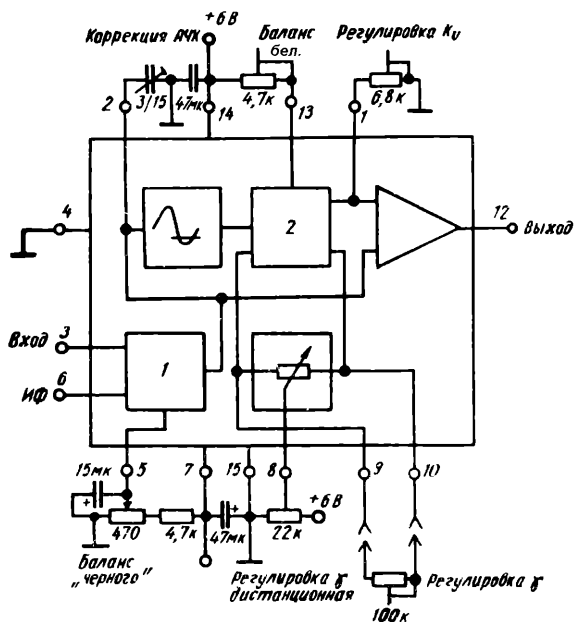 +6 В
Коррекция АЧХ
Баланс
бел.
Регулировка Kᵤ
3/15
47мк
4,7к
6,8к
2
14
13
1
4
2
12
Выход
Вход
3
ИФ
6
1
15мк
5
7
15
8
9
10
+
470
4,7к
47мк
+
22к
+6 В
Баланс
„черного”
Регулировка γ
дистанционная
Регулировка γ
100к